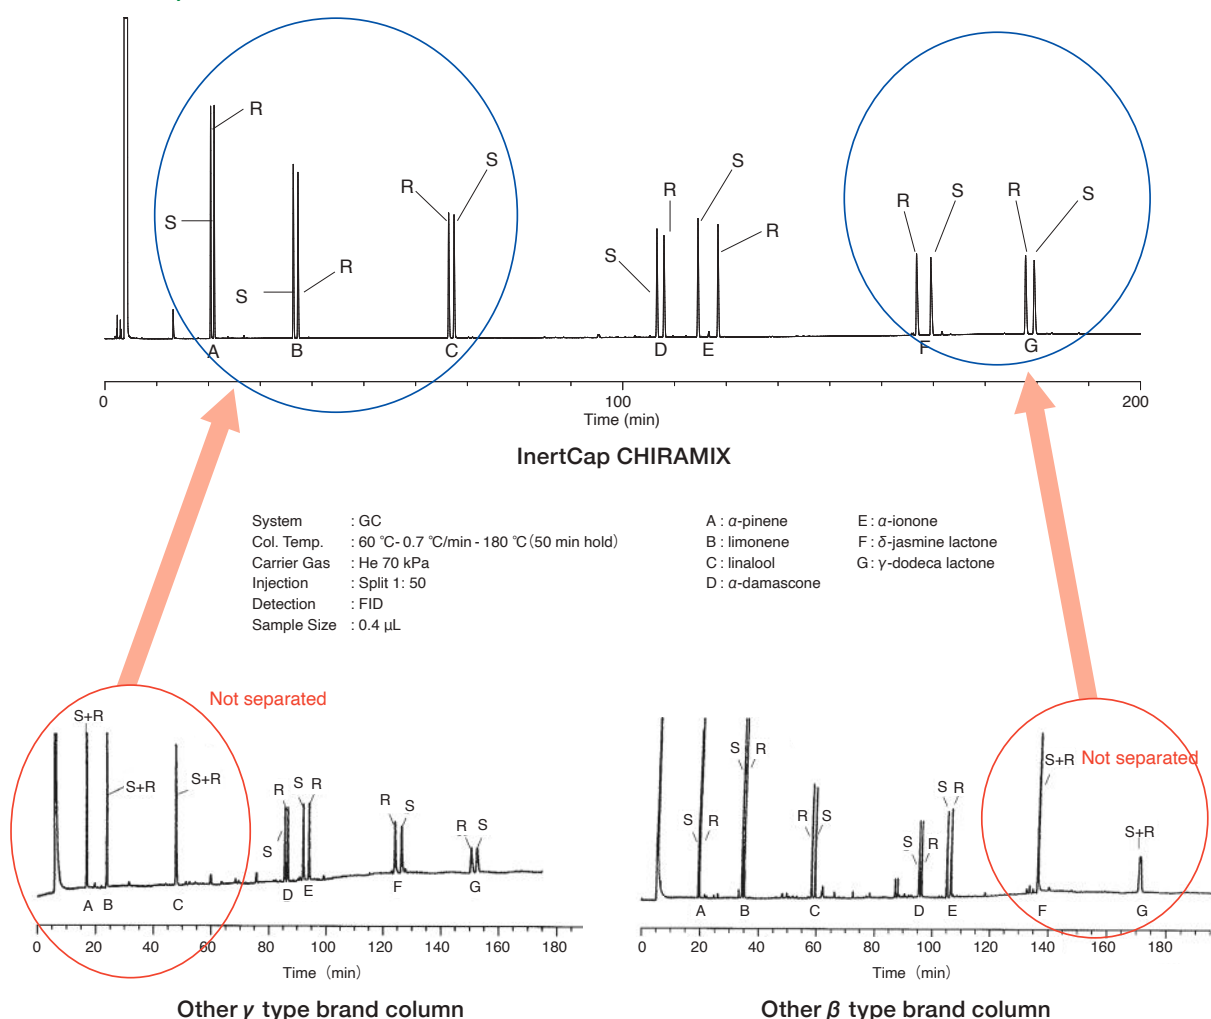 R
S
S
R
R
S
S
R
S
R
R
S
R
S
A
B
C
D
E
F
G
0
100
200
Time (min)
InertCap CHIRAMIX
System : GC
Col. Temp. : 60 ℃- 0.7 ℃/min - 180 ℃ (50 min hold)
Carrier Gas : He 70 kPa
Injection : Split 1: 50
Detection : FID
Sample Size : 0.4 μL
A : α-pinene
B : limonene
C : linalool
D : α-damascone
E : α-ionone
F : δ-jasmine lactone
G : γ-dodeca lactone
Not separated
S+R
S+R
S+R
R
S
S
R
R
S
R
S
A
B
C
D
E
F
G
0
20
40
60
80
100
120
140
160
180
Time (min)
Other γ type brand column
Not separated
S
R
S
R
R
S
S
R
S
R
S+R
S+R
A
B
C
D
E
F
G
0
20
40
60
80
100
120
140
160
180
Time (min)
Other β type brand column